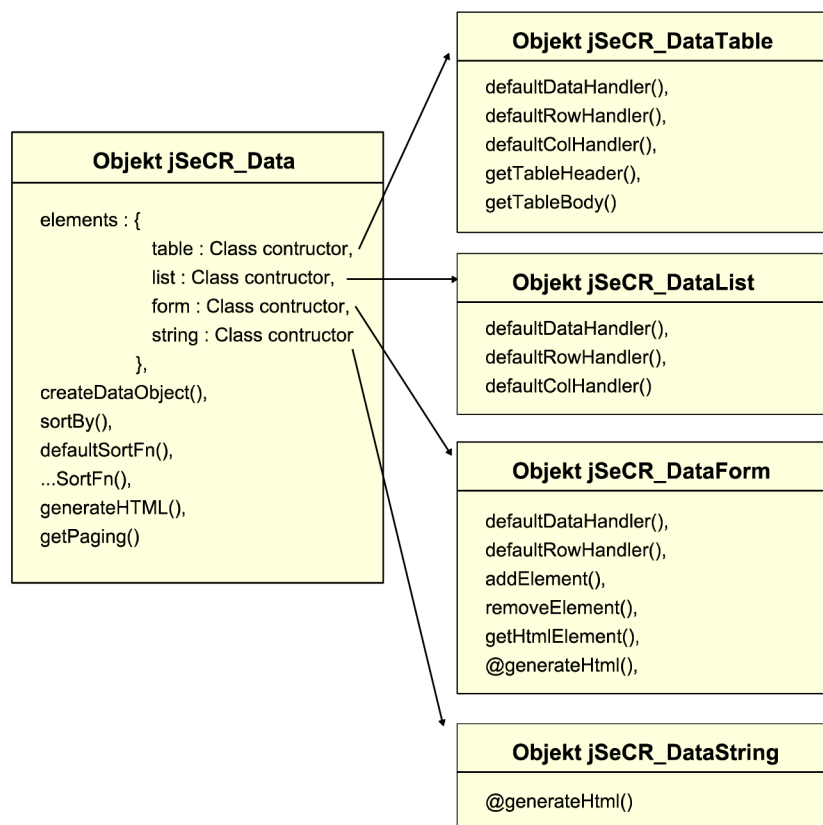 Objekt jSeCR_Data
elements : {
table : Class contructor,
list : Class contructor,
form : Class contructor,
string : Class contructor
},
createDataObject(),
sortBy(),
defaultSortFn(),
...SortFn(),
generateHTML(),
getPaging()
Objekt jSeCR_DataTable
defaultDataHandler(),
defaultRowHandler(),
defaultColHandler(),
getTableHeader(),
getTableBody()
Objekt jSeCR_DataList
defaultDataHandler(),
defaultRowHandler(),
defaultColHandler()
Objekt jSeCR_DataForm
defaultDataHandler(),
defaultRowHandler(),
addElement(),
removeElement(),
getHtmlElement(),
@generateHtml(),
Objekt jSeCR_DataString
@generateHtml()